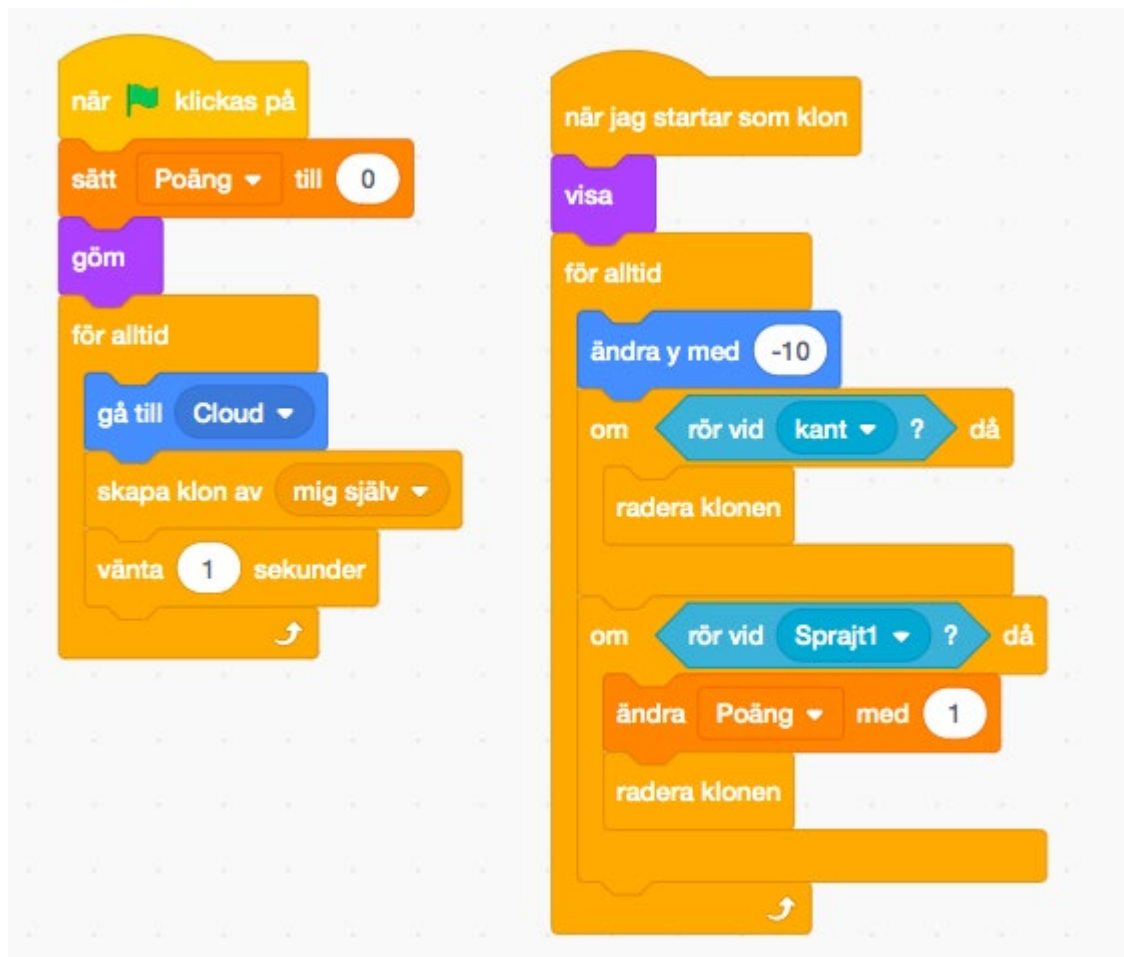 när klickas på
sätt Poäng till 0
göm
för alltid
gå till Cloud
skapa klon av mig själv
vänta 1 sekunder
när jag startar som klon
visa
för alltid
ändra y med -10
om rör vid kant ? då
radera klonen
om rör vid Sprajt1 ? då
ändra Poäng med 1
radera klonen